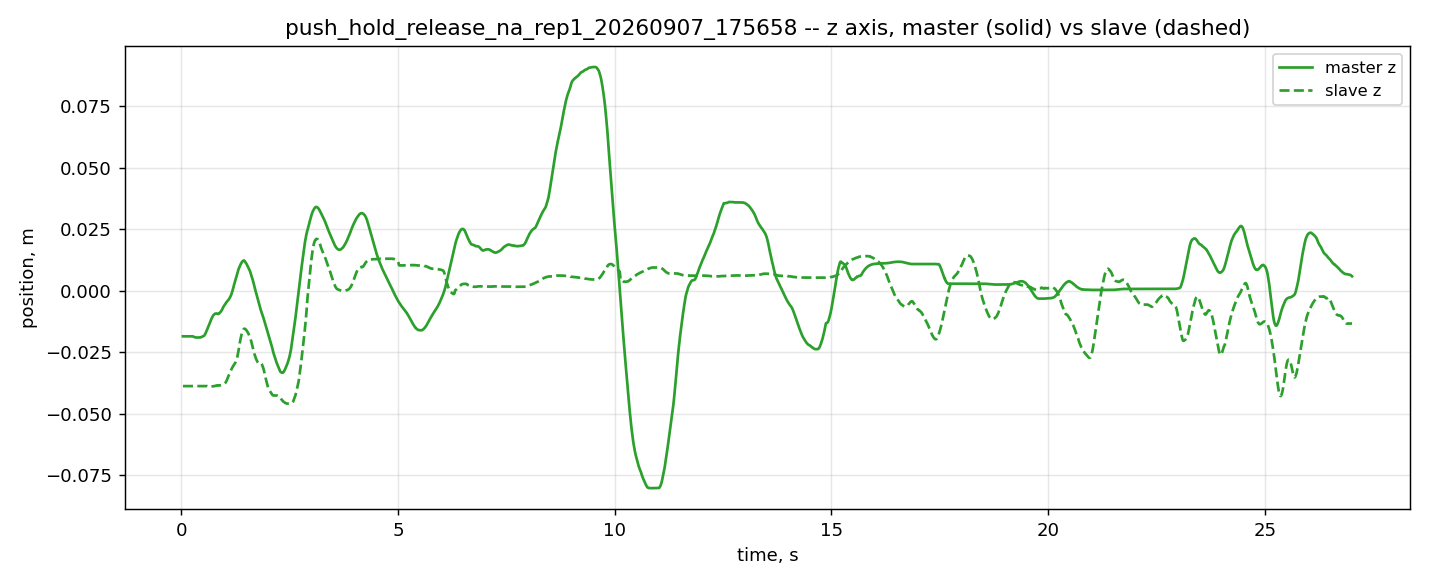 push_hold_release_na_rep1_20260907_175658 -- z axis, master (solid) vs slave (dashed)
master z
slave z
position, m
0.075
0.050
0.025
0.000
−0.025
−0.050
−0.075
0 5 10 15 20 25
time, s